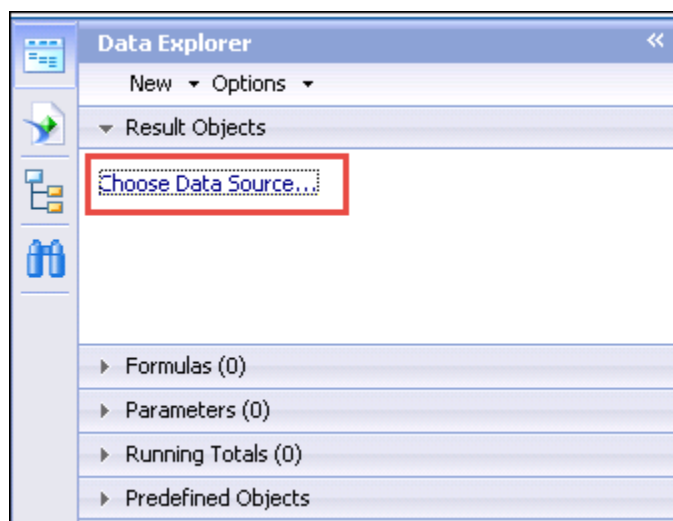 Data Explorer «
New Options
Result Objects
Choose Data Source...
Formulas (0)
Parameters (0)
Running Totals (0)
Predefined Objects